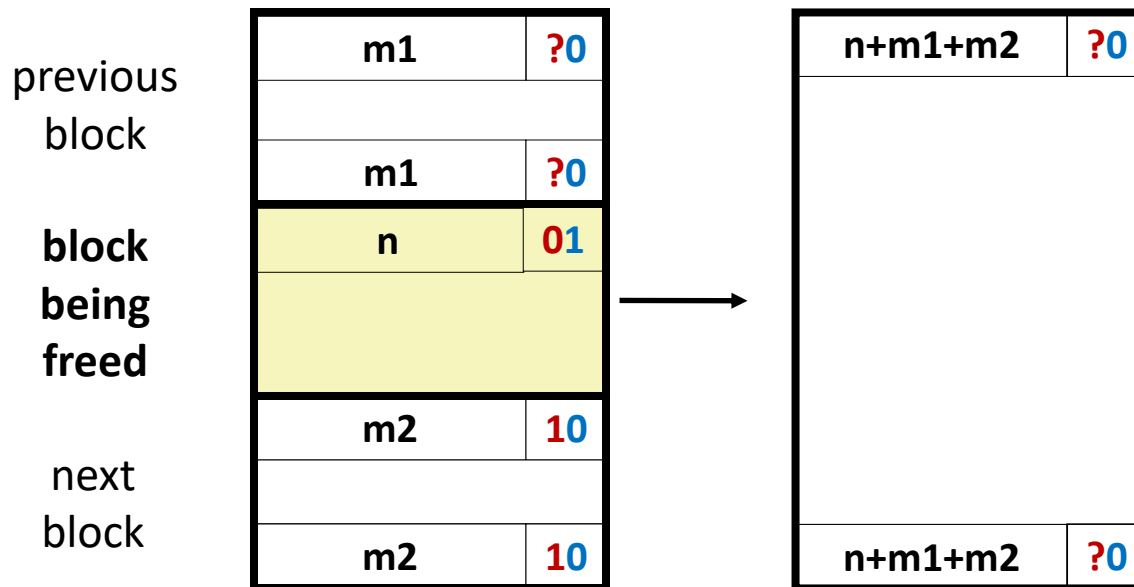 previous
block
m1 ?0
m1 ?0
block
being
freed
n 01
next
block
m2 10
m2 10
n+m1+m2 ?0
n+m1+m2 ?0